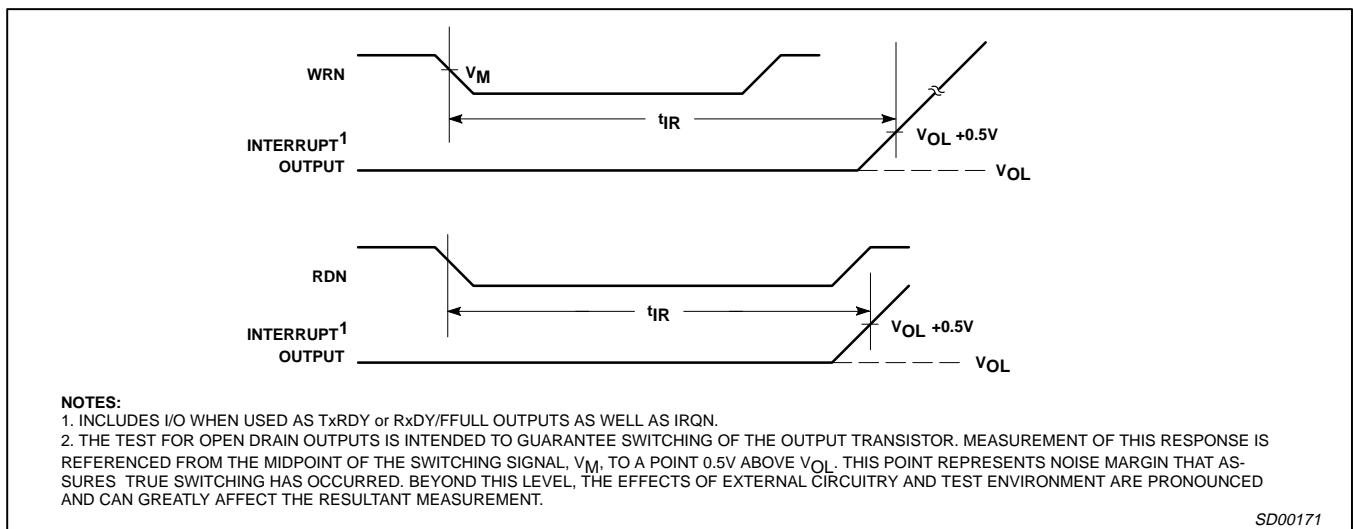 WRN
VM
tIR
VOL +0.5V
INTERRUPT1
OUTPUT
VOL
RDN
tIR
VOL +0.5V
INTERRUPT1
OUTPUT
VOL
NOTES:
1. INCLUDES I/O WHEN USED AS TxRDY or RxDY/FFULL OUTPUTS AS WELL AS IRQN.
2. THE TEST FOR OPEN DRAIN OUTPUTS IS INTENDED TO GUARANTEE SWITCHING OF THE OUTPUT TRANSISTOR. MEASUREMENT OF THIS RESPONSE IS
REFERENCED FROM THE MIDPOINT OF THE SWITCHING SIGNAL, VM, TO A POINT 0.5V ABOVE VOL. THIS POINT REPRESENTS NOISE MARGIN THAT AS-
SURES TRUE SWITCHING HAS OCCURRED. BEYOND THIS LEVEL, THE EFFECTS OF EXTERNAL CIRCUITRY AND TEST ENVIRONMENT ARE PRONOUNCED
AND CAN GREATLY AFFECT THE RESULTANT MEASUREMENT.
SD00171